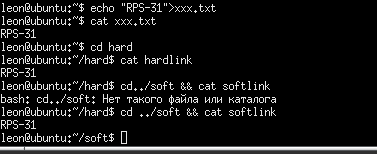 leon@ubuntu:~$ echo "RPS-31">xxx.txt
leon@ubuntu:~$ cat xxx.txt
RPS-31
leon@ubuntu:~$ cd hard
leon@ubuntu:~/hard$ cat hardlink
RPS-31
leon@ubuntu:~/hard$ cd../soft && cat softlink
bash: cd../soft: Нет такого файла или каталога
leon@ubuntu:~/hard$ cd ../soft && cat softlink
RPS-31
leon@ubuntu:~/soft$